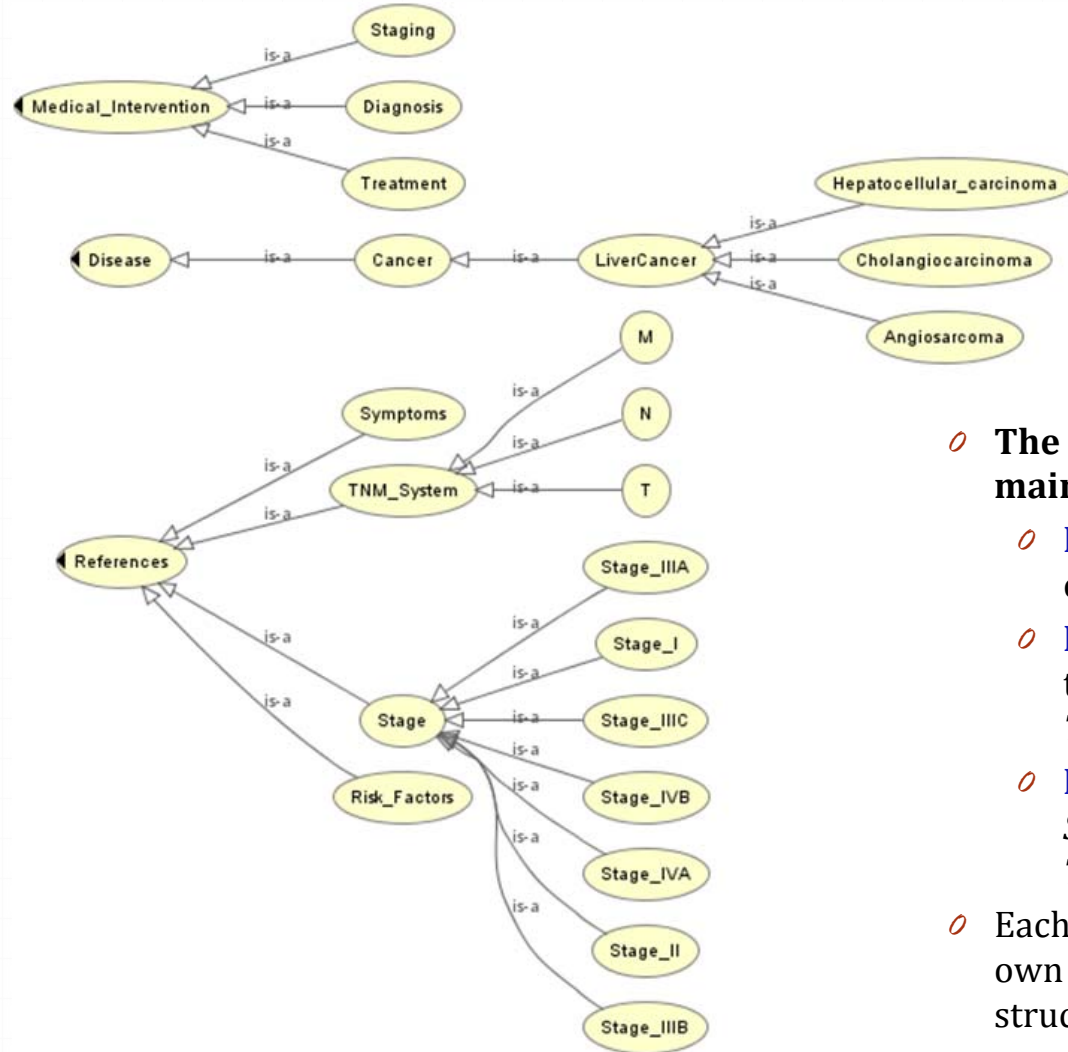 Staging
is-a
Medical_Intervention
is-a
Diagnosis
is-a
Treatment
Hepatocellular_carcinoma
is-a
Disease
is-a
Cancer
is-a
LiverCancer
is-a
Cholangiocarcinoma
is-a
Angiosarcoma
M
is-a
Symptoms
N
is-a
is-a
TNM_System
is-a
T
is-a
References
Stage_IIIA
is-a
is-a
Stage_I
is-a
is-a
Stage
is-a
Stage_IIIC
is-a
Risk_Factors
Stage_IVB
is-a
is-a
Stage_IVA
is-a
Stage_II
Stage_IIIB
The
Each
own